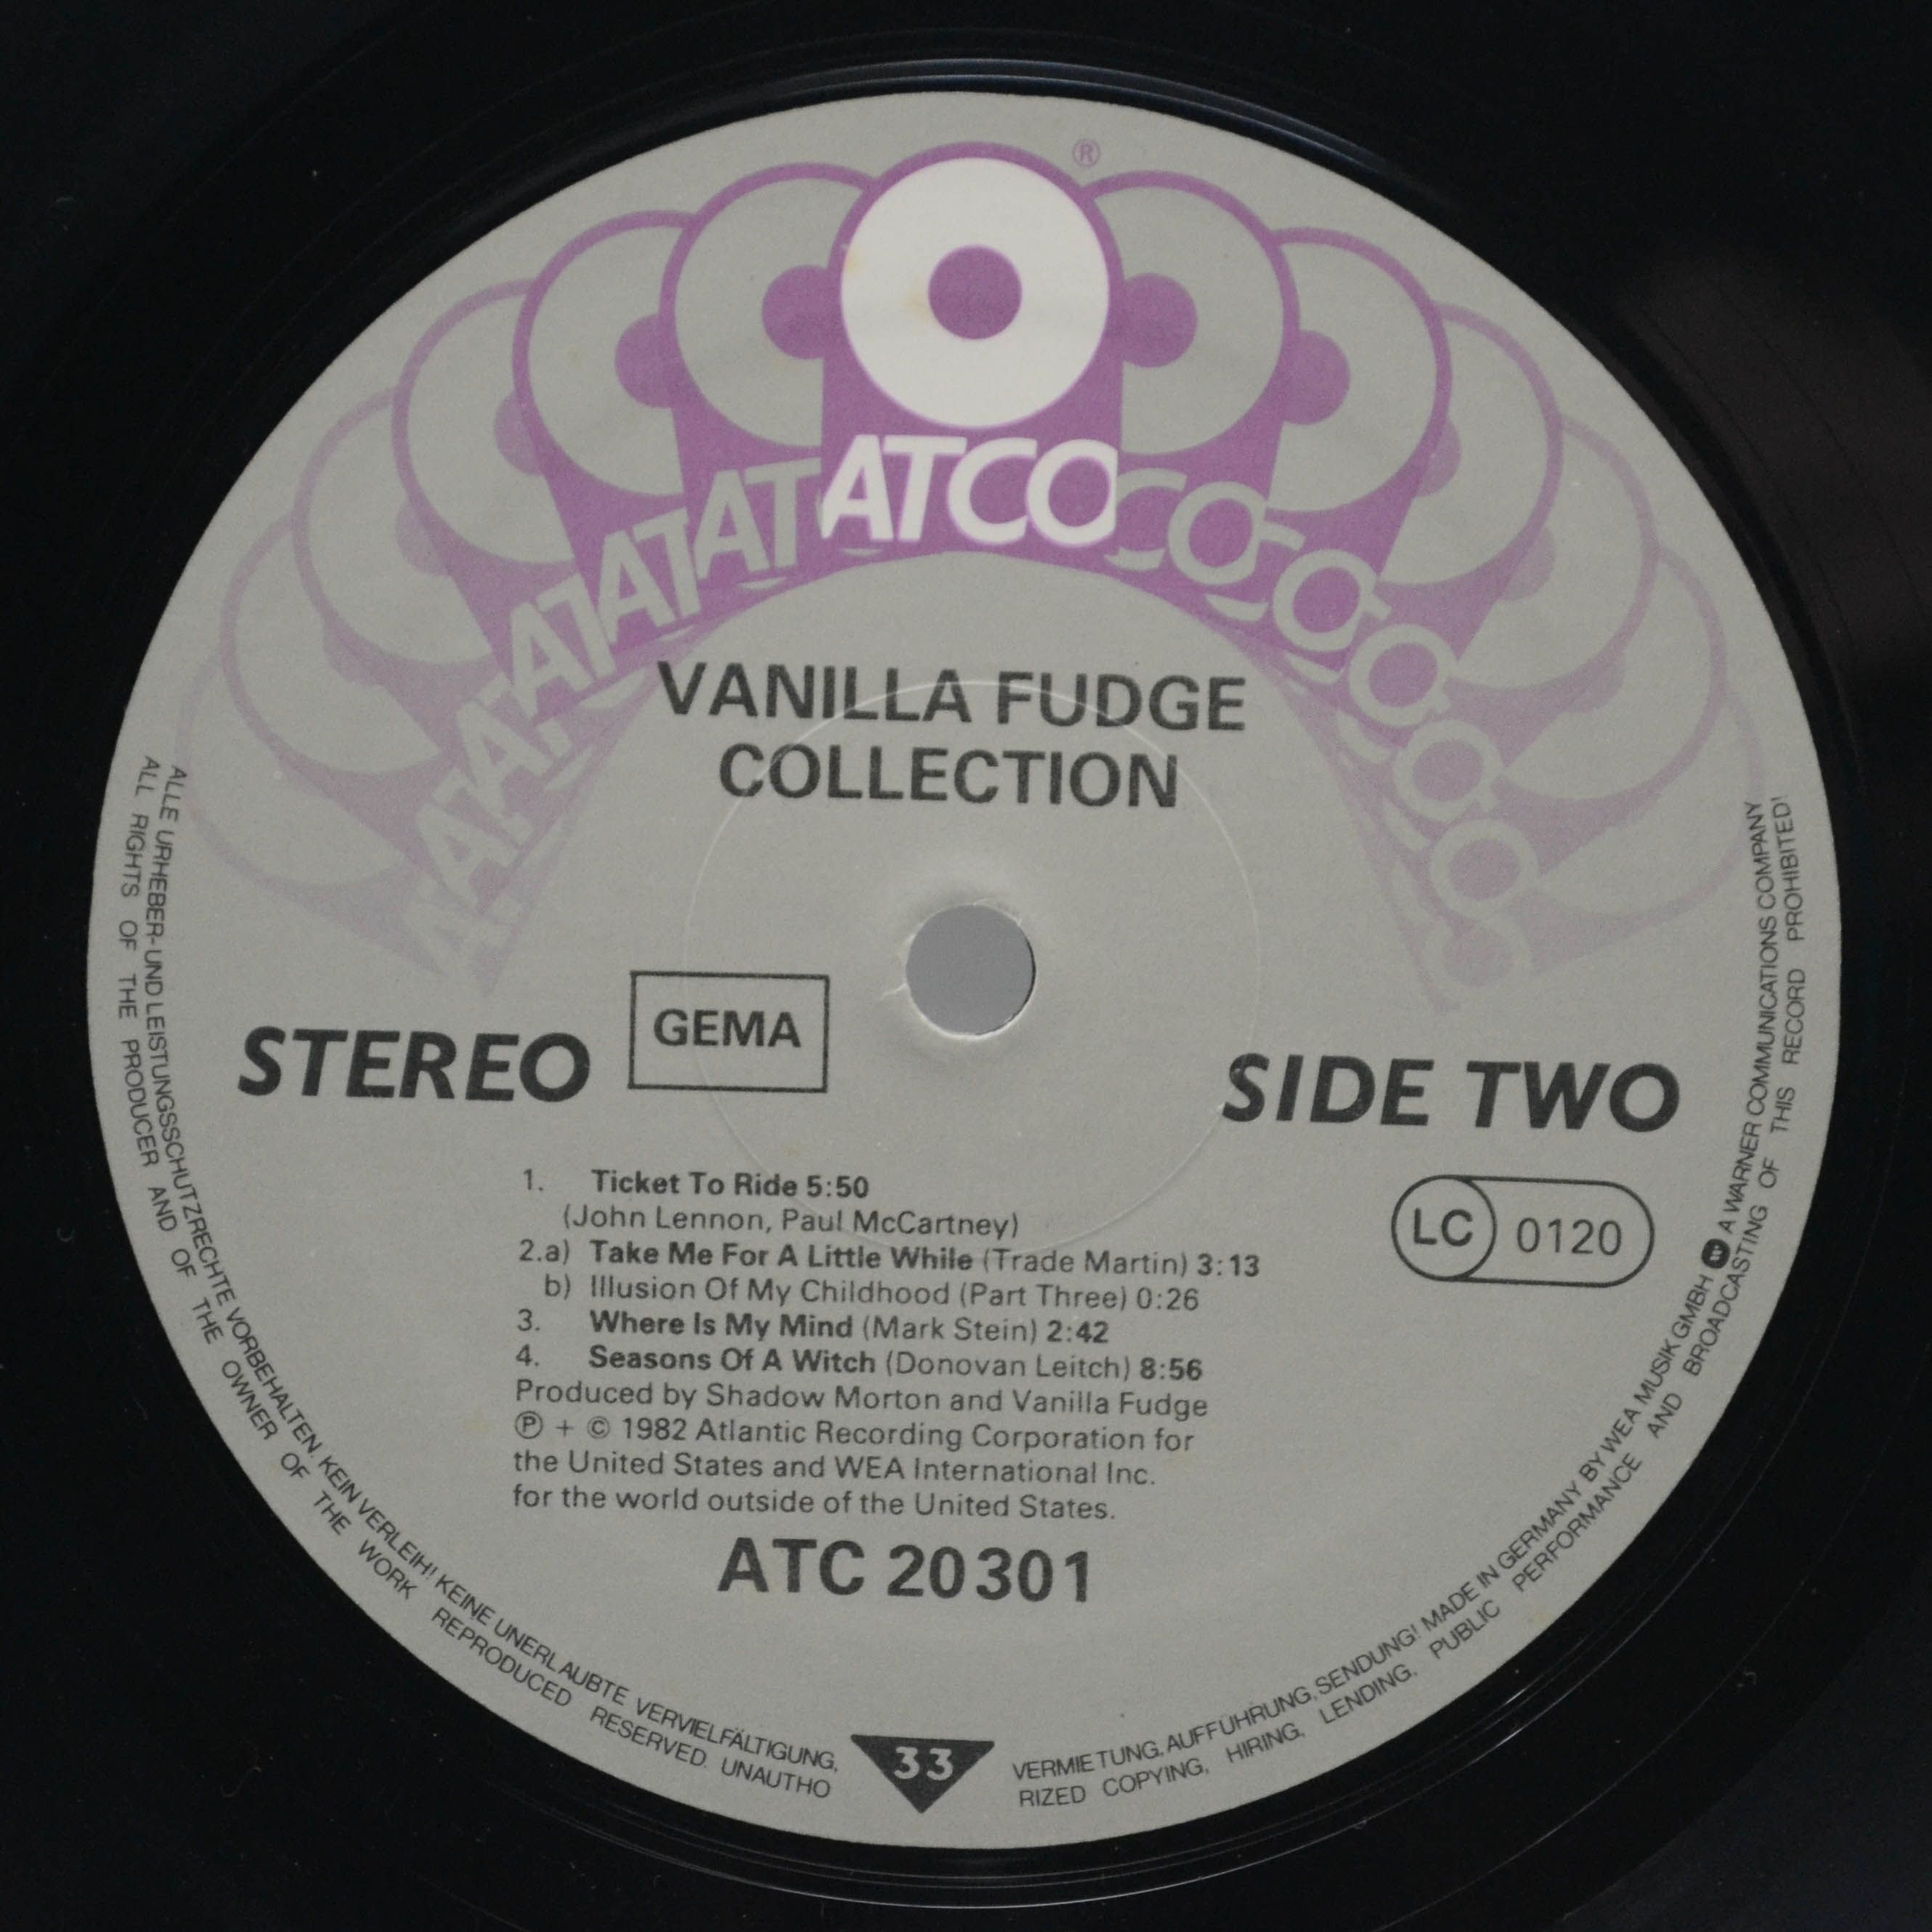 ®
ATCO
VANILLA FUDGE
COLLECTION
STEREO
GEMA
SIDE TWO
LC 0120
1. Ticket To Ride 5:50
(John Lennon, Paul McCartney)
2.a) Take Me For A Little While (Trade Martin) 3:13
b) Illusion Of My Childhood (Part Three) 0:26
3. Where Is My Mind (Mark Stein) 2:42
4. Seasons Of A Witch (Donovan Leitch) 8:56
Produced by Shadow Morton and Vanilla Fudge
℗ + © 1982 Atlantic Recording Corporation for
the United States and WEA International Inc.
for the world outside of the United States.
ATC 20301
33
ALLE URHEBER- UND LEISTUNGSSCHUTZRECHTE VORBEHALTEN. KEIN VERLEIH! KEINE UNERLAUBTE VERVIELFÄLTIGUNG, VERMIETUNG, AUFFÜHRUNG, SENDUNG! MADE IN GERMANY BY WEA MUSIK GMBH W A WARNER COMMUNICATIONS COMPANY
ALL RIGHTS OF THE PRODUCER AND OF THE OWNER OF THE WORK REPRODUCED RESERVED. UNAUTHORIZED COPYING, HIRING, LENDING, PUBLIC PERFORMANCE AND BROADCASTING OF THIS RECORD PROHIBITED!